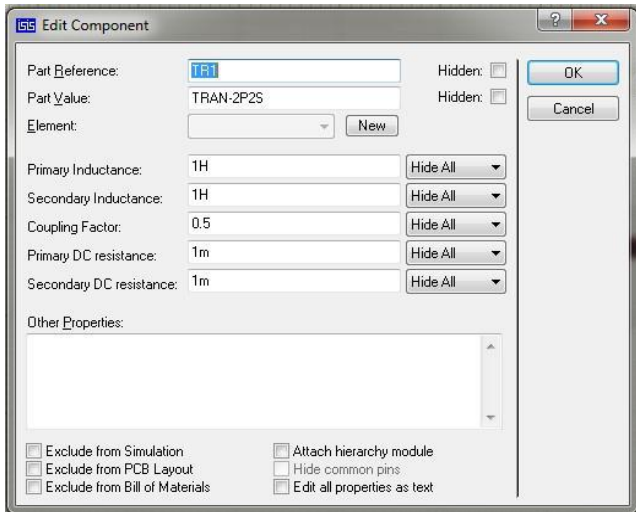 ISIS Edit Component
Part Reference: TR1 Hidden: OK
Part Value: TRAN-2P2S Hidden: Cancel
Element: New
Primary Inductance: 1H Hide All
Secondary Inductance: 1H Hide All
Coupling Factor: 0.5 Hide All
Primary DC resistance: 1m Hide All
Secondary DC resistance: 1m Hide All
Other Properties:
Exclude from Simulation Attach hierarchy module
Exclude from PCB Layout Hide common pins
Exclude from Bill of Materials Edit all properties as text